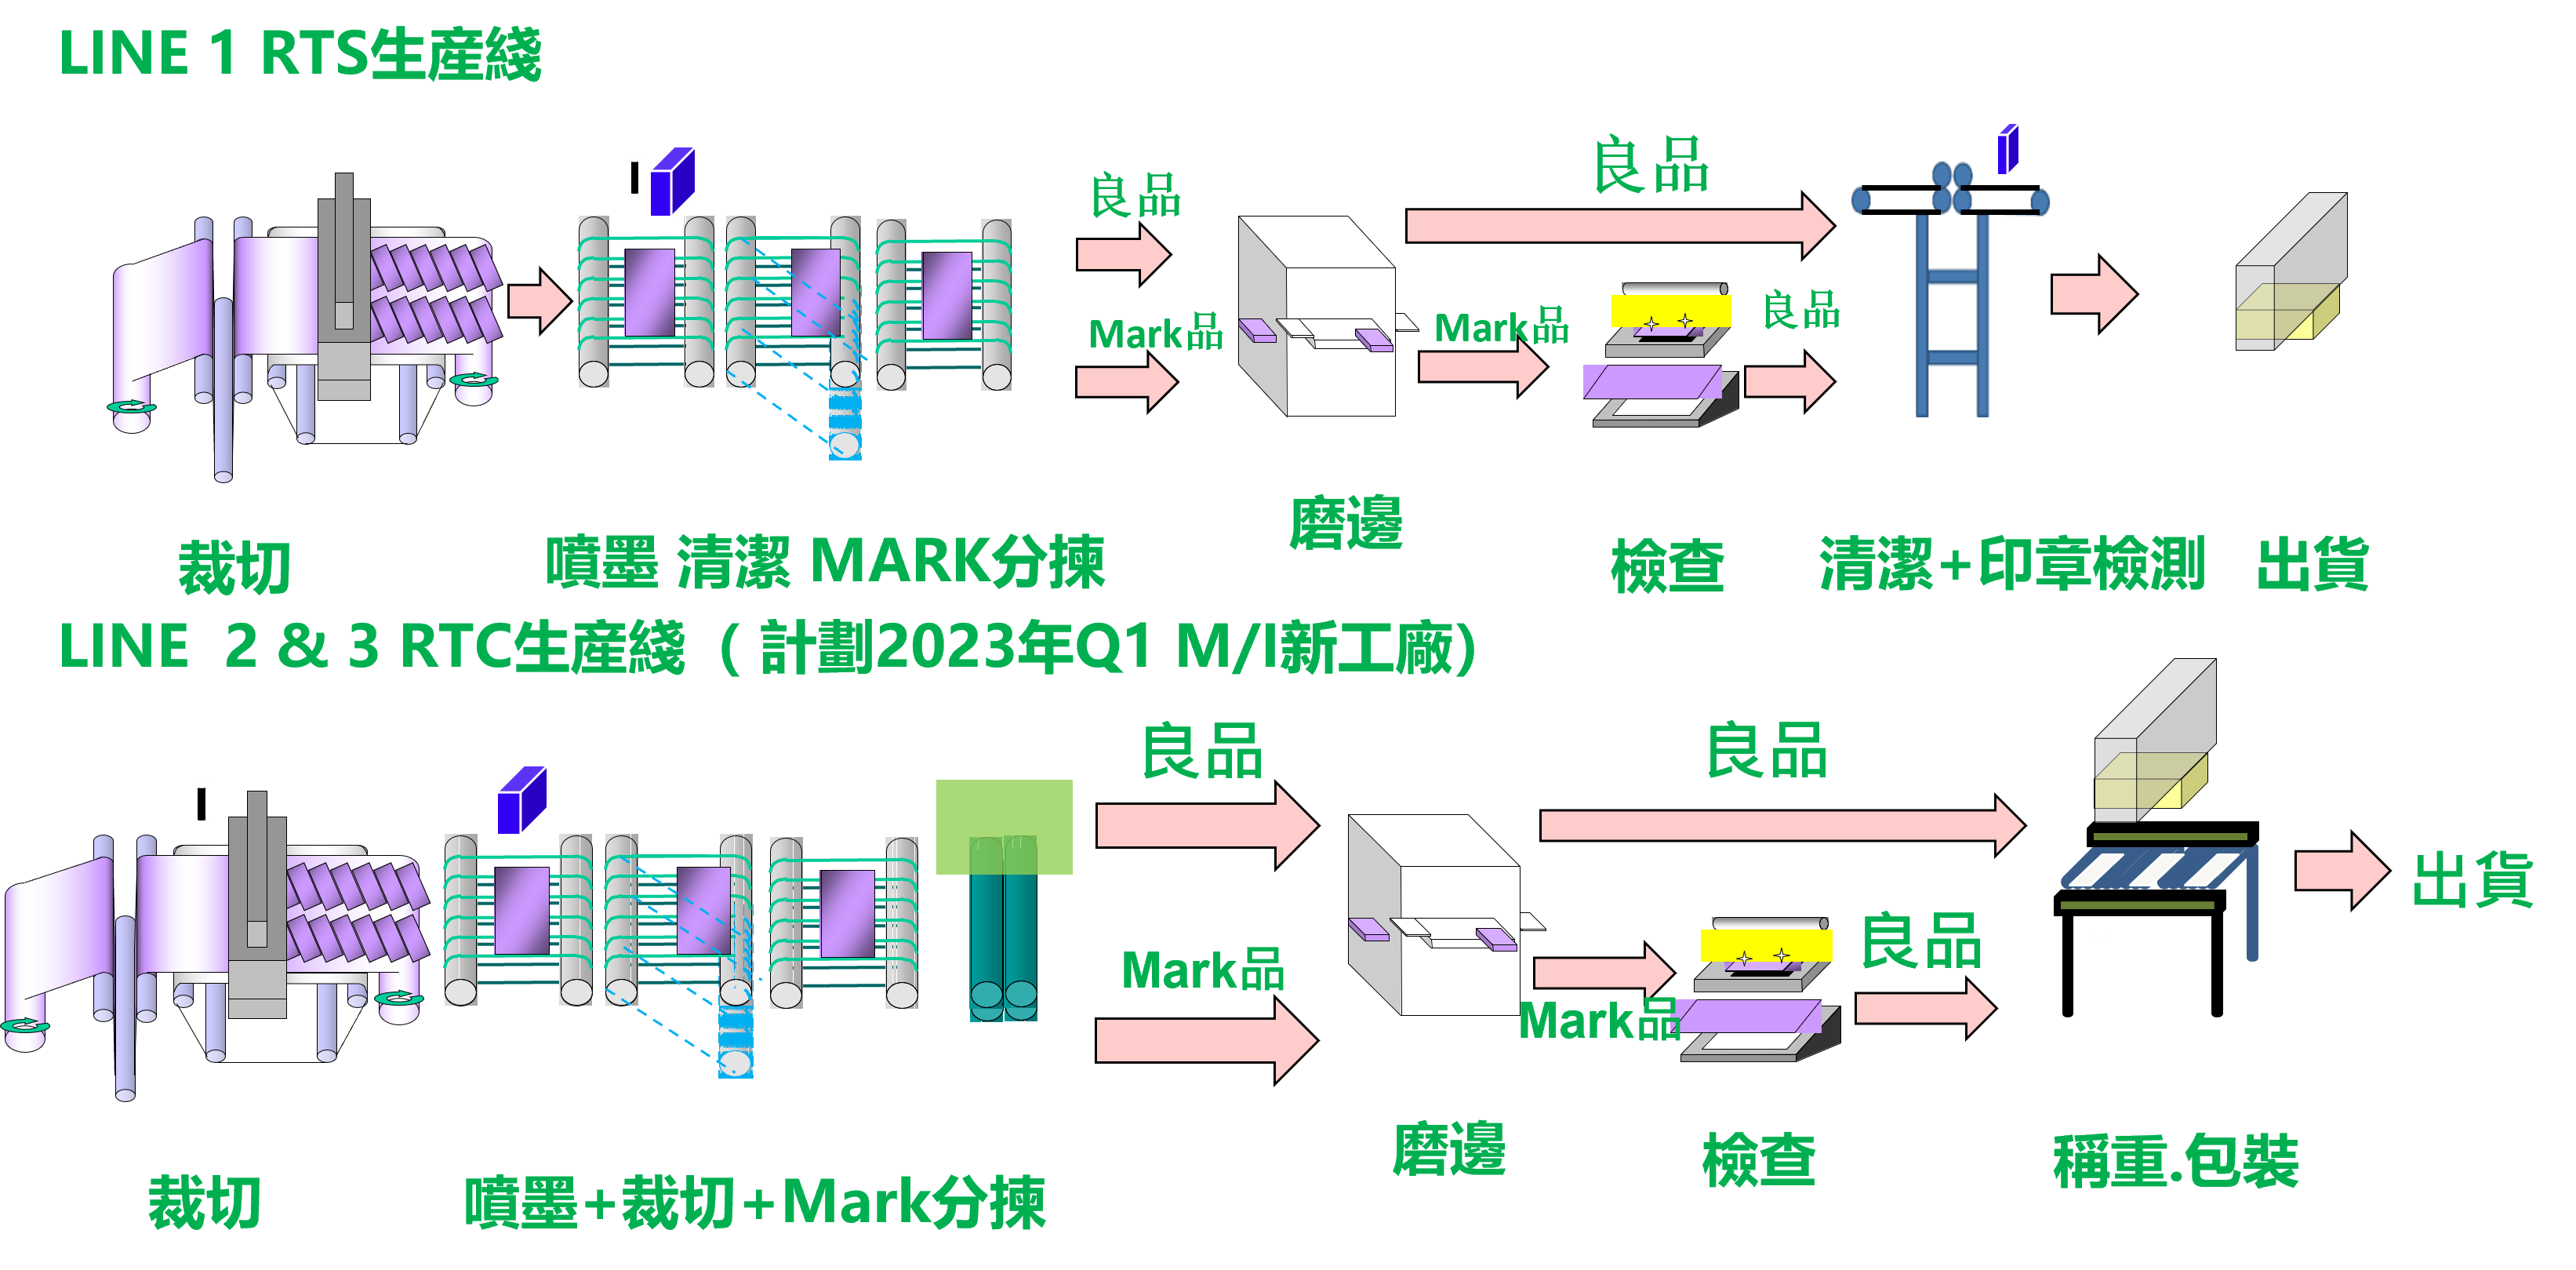 LINE 1 RTS生産綫
良品
良品
Mark品
Mark品
良品
磨邊
裁切
噴墨 清潔 MARK分揀
檢查
清潔+印章檢測
出貨
LINE 2 & 3 RTC生産綫（計劃2023年Q1 M/I新工廠）
良品
良品
Mark品
Mark品
良品
出貨
磨邊
檢查
稱重.包裝
裁切
噴墨+裁切+Mark分揀